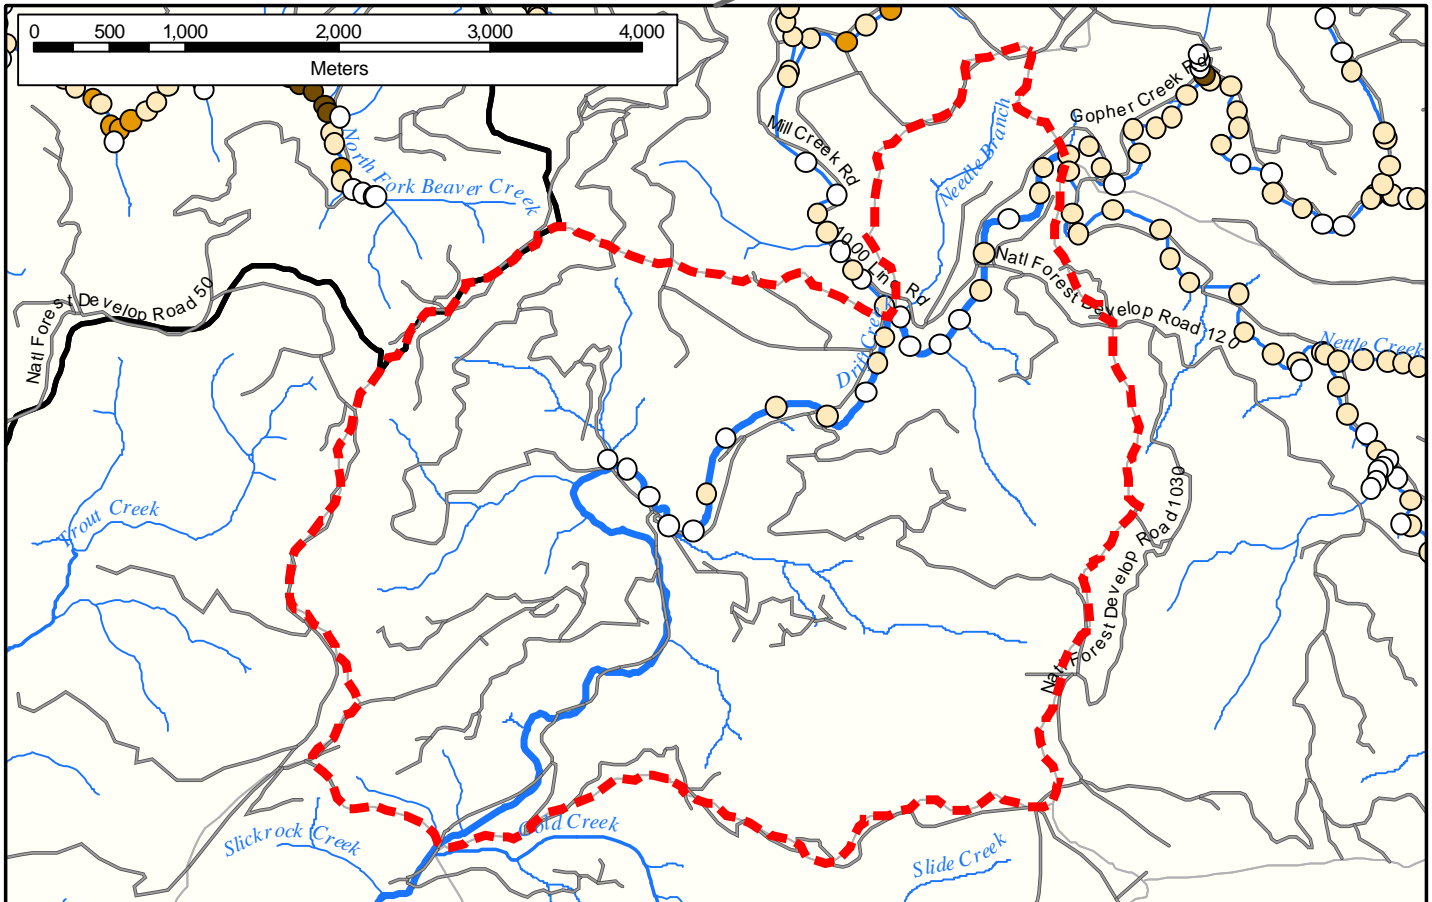 0 500 1,000 2,000 3,000 4,000
Meters
Gopher Creek Rd
Mill Creek Rd
Needle Branch
North Fork Beaver Creek
1000 Line Rd
Natl Forest Develop Road 50
Natl Forest Develop Road 120
Drift Creek
Nettle Creek
Trout Creek
Natl Forest Develop Road 1030
Slickrock Creek
Cold Creek
Slide Creek